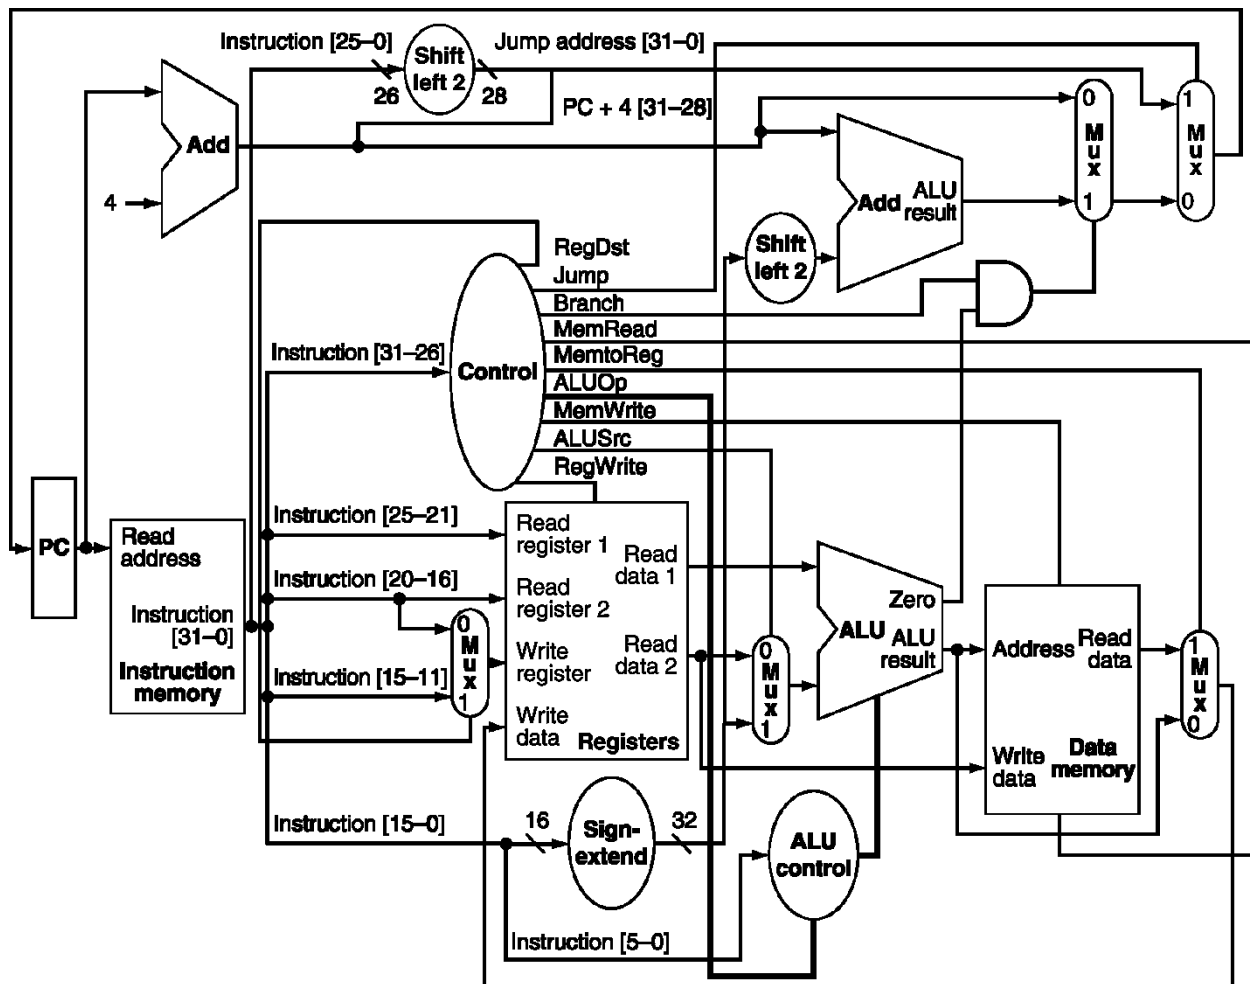 Instruction [25–0]
Shift
left 2
Jump address [31–0]
26
28
PC + 4 [31–28]
Add
4
0
M
u
x
1
1
M
u
x
0
Add
ALU
result
Shift
left 2
RegDst
Jump
Branch
MemRead
MemtoReg
ALUOp
MemWrite
ALUSrc
RegWrite
Instruction [31–26]
Control
PC
Read
address
Instruction
[31–0]
Instruction
memory
Instruction [25–21]
Instruction [20–16]
Instruction [15–11]
0
M
u
x
1
Read
register 1
Read
register 2
Write
register
Write
data
Read
data 1
Read
data 2
Registers
0
M
u
x
1
ALU
Zero
ALU
result
Address
Read
data
Write
data
Data
memory
1
M
u
x
0
Instruction [15–0]
16
Sign-
extend
32
ALU
control
Instruction [5–0]